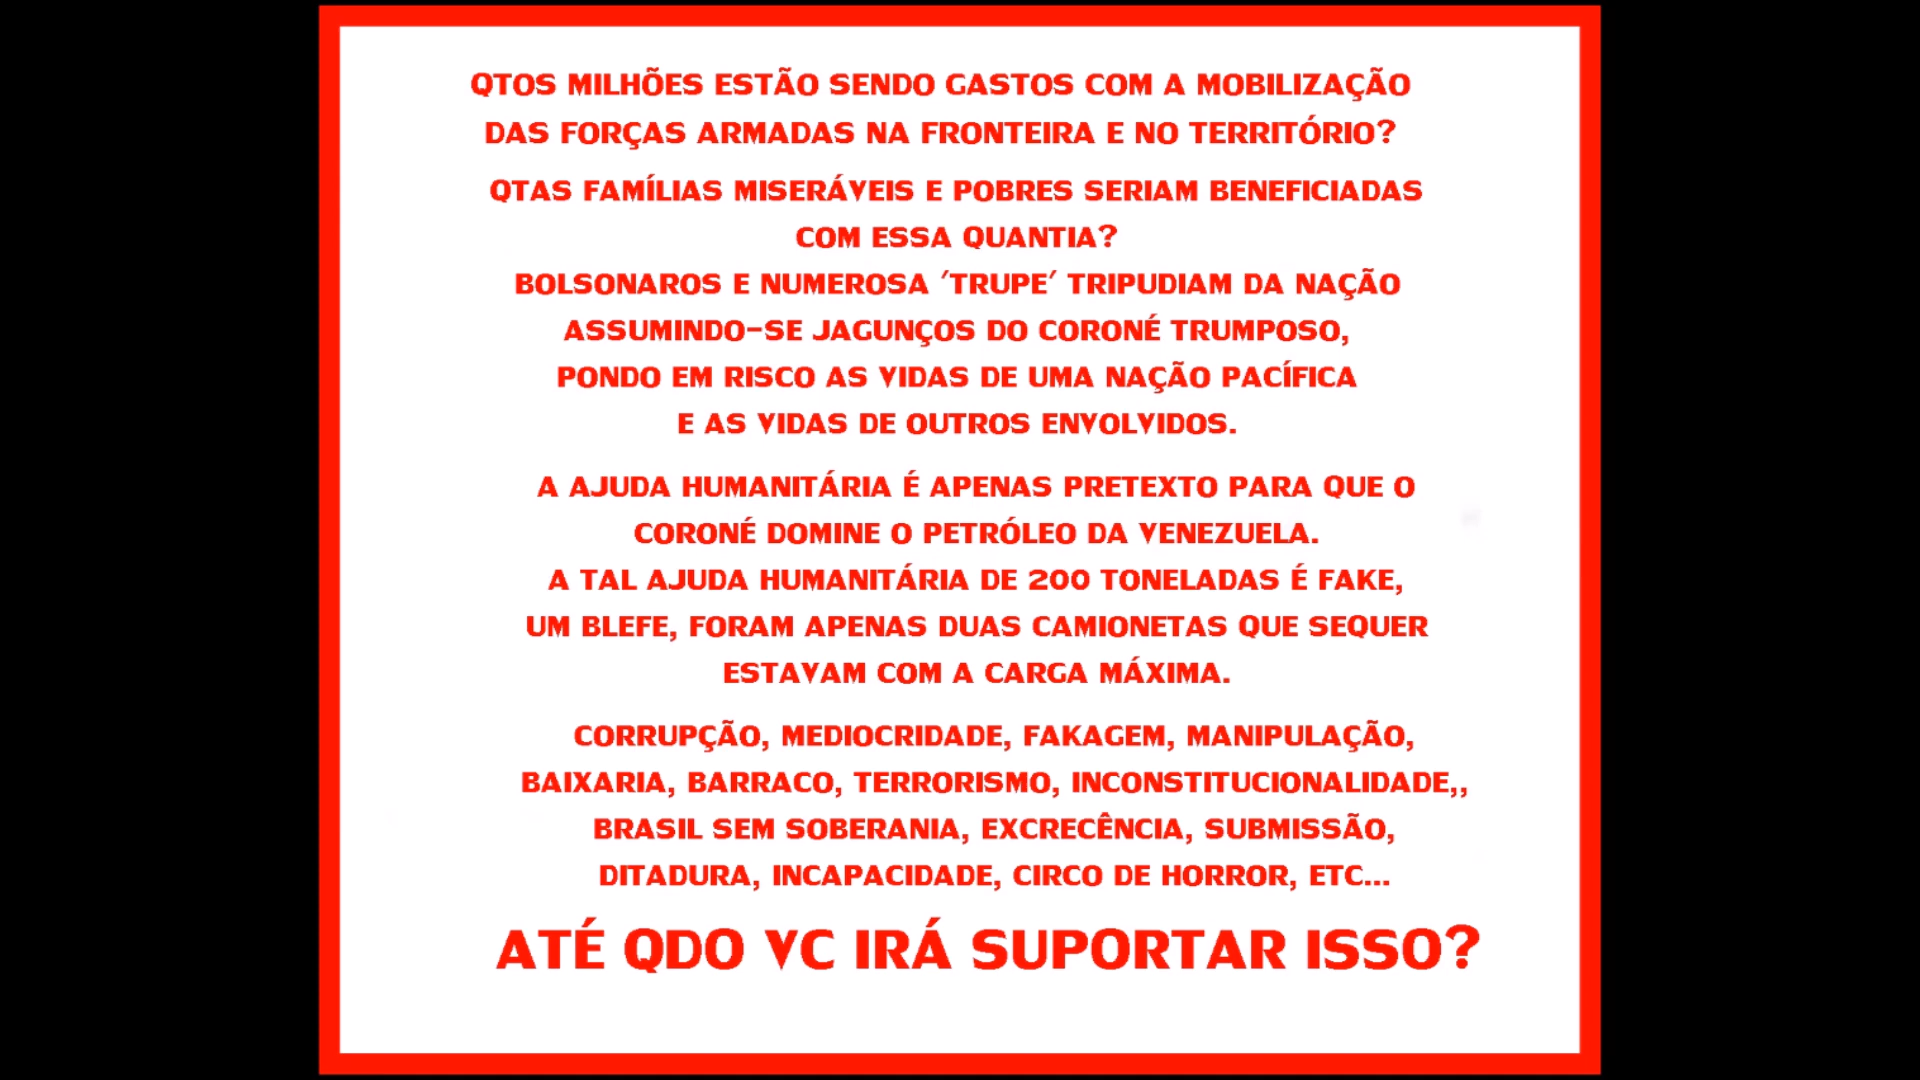 QTOS MILHÕES ESTÃO SENDO GASTOS COM A MOBILIZAÇÃO
DAS FORÇAS ARMADAS NA FRONTEIRA E NO TERRITÓRIO?
QTAS FAMÍLIAS MISERÁVEIS E POBRES SERIAM BENEFICIADAS
COM ESSA QUANTIA?
BOLSONAROS E NUMEROSA ´TRUPE´ TRIPUDIAM DA NAÇÃO
ASSUMINDO-SE JAGUNÇOS DO CORONÉ TRUMPOSO,
PONDO EM RISCO AS VIDAS DE UMA NAÇÃO PACÍFICA
E AS VIDAS DE OUTROS ENVOLVIDOS.
A AJUDA HUMANITÁRIA É APENAS PRETEXTO PARA QUE O
CORONÉ DOMINE O PETRÓLEO DA VENEZUELA.
A TAL AJUDA HUMANITÁRIA DE 200 TONELADAS É FAKE,
UM BLEFE, FORAM APENAS DUAS CAMIONETAS QUE SEQUER
ESTAVAM COM A CARGA MÁXIMA.
CORRUPÇÃO, MEDIOCRIDADE, FAKAGEM, MANIPULAÇÃO,
BAIXARIA, BARRACO, TERRORISMO, INCONSTITUCIONALIDADE,,
BRASIL SEM SOBERANIA, EXCRECÊNCIA, SUBMISSÃO,
DITADURA, INCAPACIDADE, CIRCO DE HORROR, ETC...
ATÉ QDO VC IRÁ SUPORTAR ISSO?